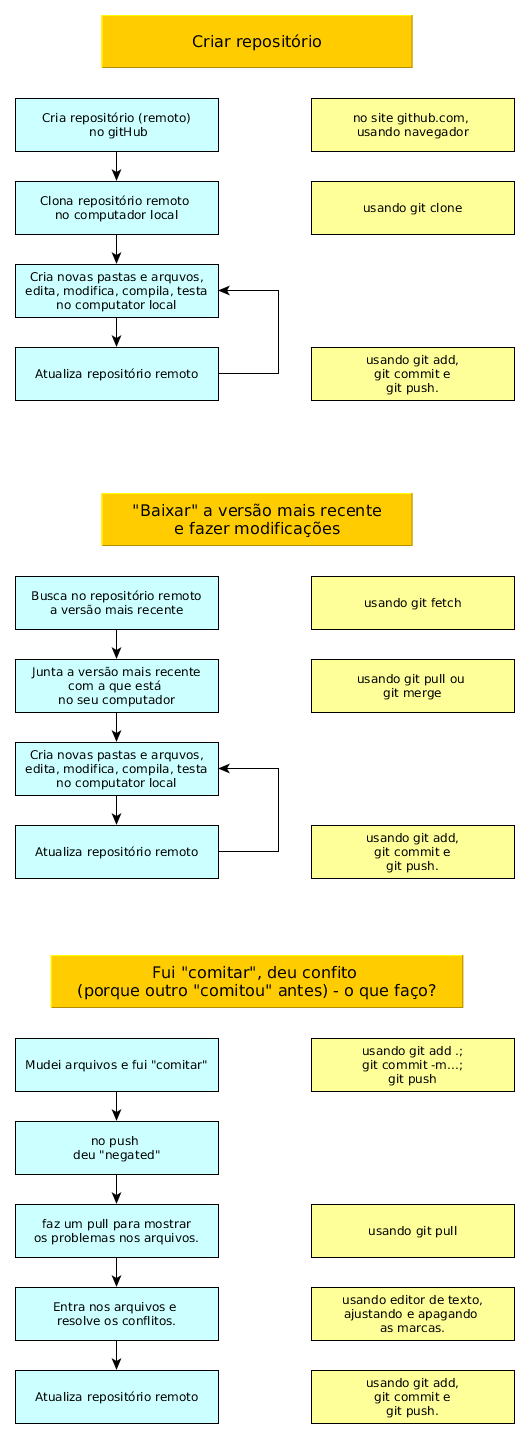 Criar repositório
Cria repositório (remoto)
no gitHub
no site github.com,
usando navegador
Clona repositório remoto
no computador local
usando git clone
Cria novas pastas e arquvos,
edita, modifica, compila, testa
no computator local
Atualiza repositório remoto
usando git add,
git commit e
git push.
"Baixar" a versão mais recente
e fazer modificações
Busca no repositório remoto
a versão mais recente
usando git fetch
Junta a versão mais recente
com a que está
no seu computador
usando git pull ou
git merge
Cria novas pastas e arquvos,
edita, modifica, compila, testa
no computator local
Atualiza repositório remoto
usando git add,
git commit e
git push.
Fui "comitar", deu confito
(porque outro "comitou" antes) - o que faço?
Mudei arquivos e fui "comitar"
usando git add .;
git commit -m...;
git push
no push
deu "negated"
faz um pull para mostrar
os problemas nos arquivos.
usando git pull
Entra nos arquivos e
resolve os conflitos.
usando editor de texto,
ajustando e apagando
as marcas.
Atualiza repositório remoto
usando git add,
git commit e
git push.